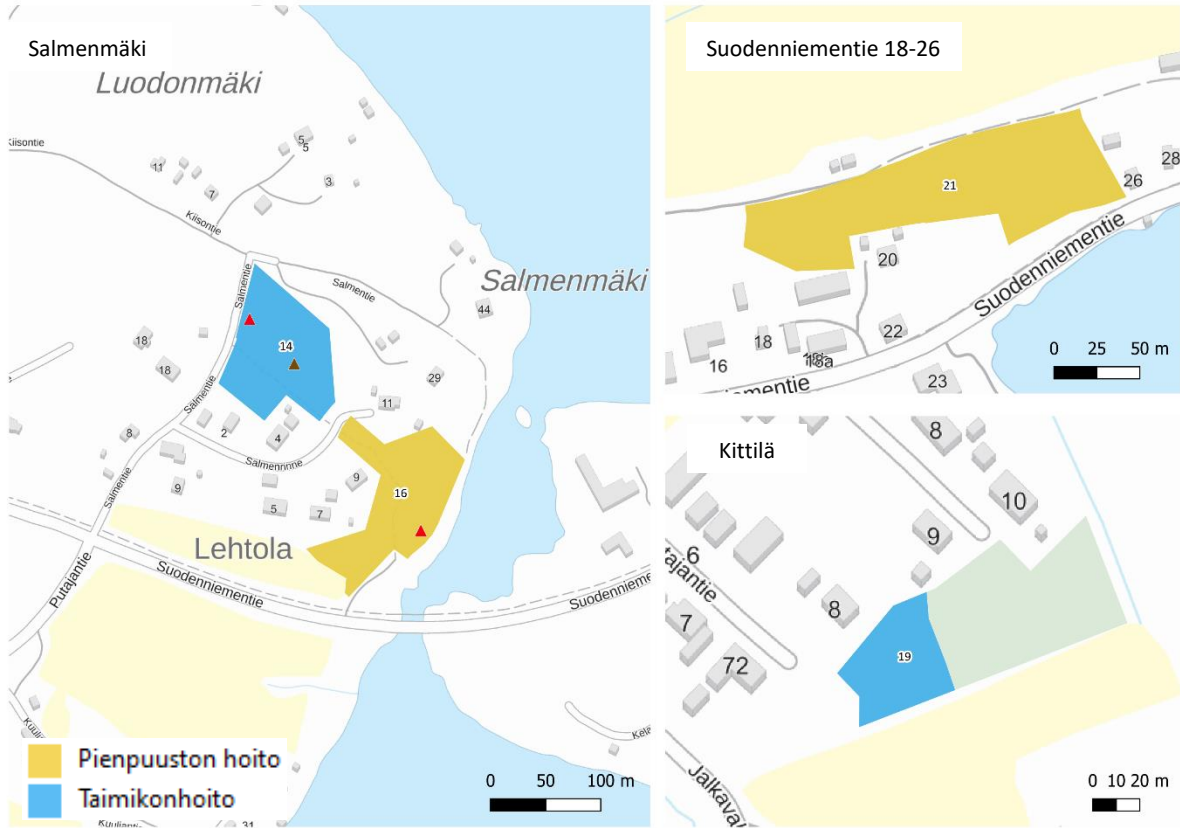 Salmenmäki
Luodonmäki
Kiisontie
5
5
11
7
3
Kiisontie
Salmentie
Salmentie
Salmenmäki
44
14
18
18
29
11
Salmentie
2
4
8
Salmenrinne
9
16
9
5
7
Salmentie
Lehtola
Putajantie
Suodenniementie
Suodenniementie
Pienpuuston hoito
Taimikonhoito
0 50 100 m
31
Suodenniementie 18-26
21
26
28
20
Suodenniementie
22
16
18
23
0 25 50 m
Kittilä
8
10
9
6
8
7
72
19
0 10 20 m